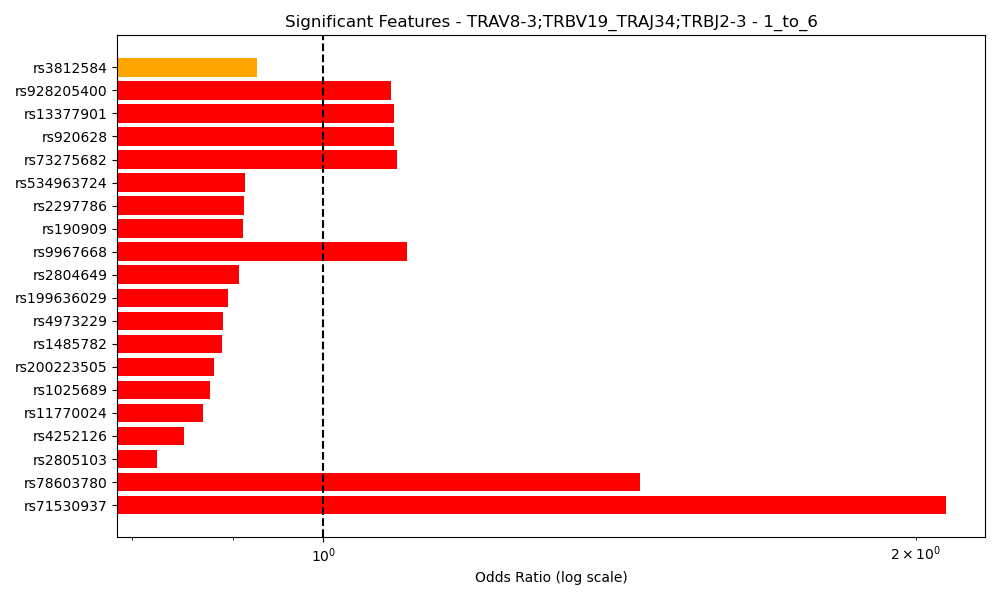 Significant Features - TRAV8-3;TRBV19_TRAJ34;TRBJ2-3 - 1_to_6
rs3812584
rs928205400
rs13377901
rs920628
rs73275682
rs534963724
rs2297786
rs190909
rs9967668
rs2804649
rs199636029
rs4973229
rs1485782
rs200223505
rs1025689
rs11770024
rs4252126
rs2805103
rs78603780
rs71530937
10⁰ 2 × 10⁰
Odds Ratio (log scale)